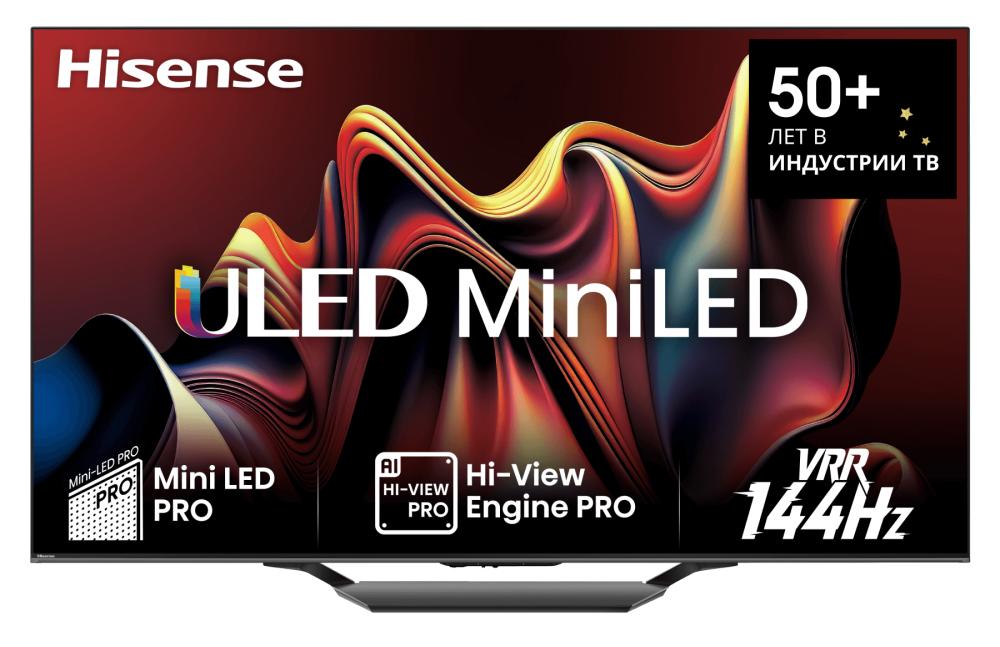 Hisense
50+
ЛЕТ В
ИНДУСТРИИ ТВ
ULED MiniLED
Mini-LED PRO
PRO
Mini LED
PRO
AI
HI-VIEW
PRO
Hi-View
Engine PRO
VRR
144Hz
Hisense